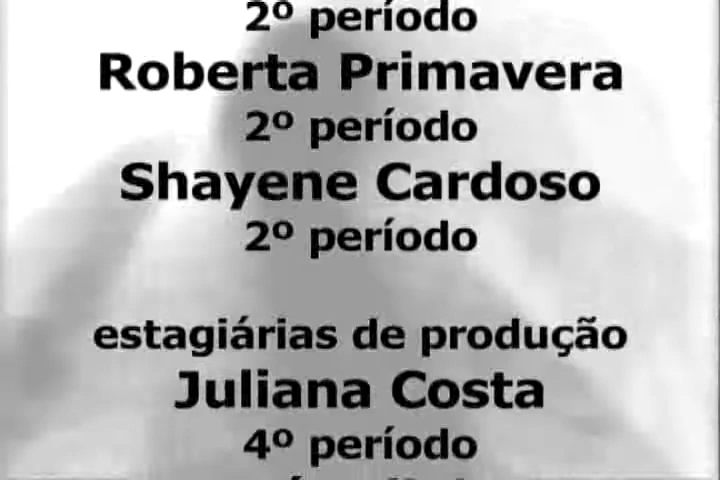 2º período
Roberta Primavera
2º período
Shayene Cardoso
2º período
estagiárias de produção
Juliana Costa
4º período